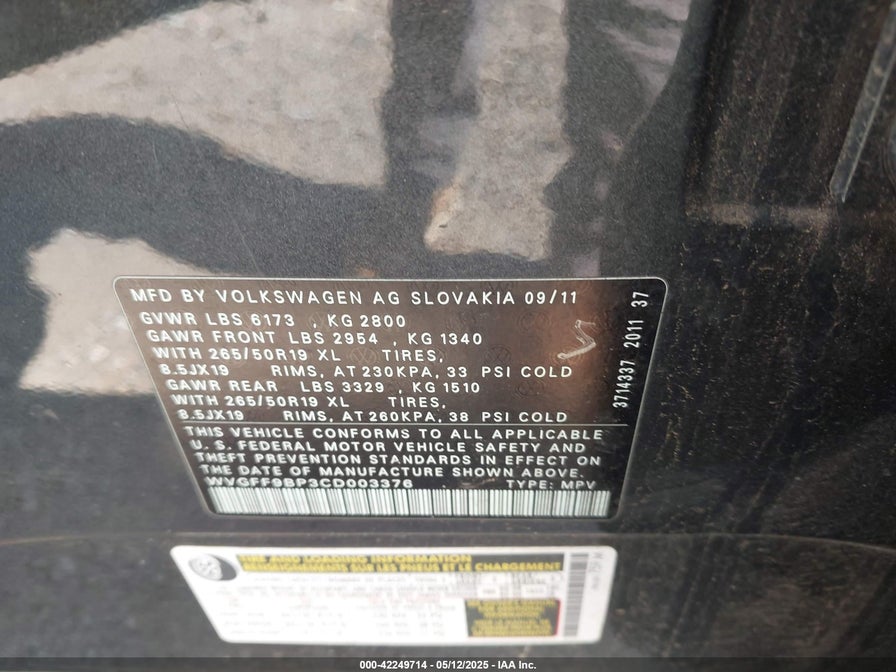 MFD BY VOLKSWAGEN AG SLOVAKIA 09/11
GVWR LBS 6173 , KG 2800
GAWR FRONT LBS 2954 , KG 1340
WITH 265/50R19 XL TIRES,
8.5JX19 RIMS, AT 230KPA, 33 PSI COLD
GAWR REAR LBS 3329 , KG 1510
WITH 265/50R19 XL TIRES,
8.5JX19 RIMS, AT 260KPA, 38 PSI COLD
THIS VEHICLE CONFORMS TO ALL APPLICABLE
U. S. FEDERAL MOTOR VEHICLE SAFETY AND
THEFT PREVENTION STANDARDS IN EFFECT ON
THE DATE OF MANUFACTURE SHOWN ABOVE.
WVGFF9BP3CD003376 TYPE: MPV
3714337 2011 37
TIRE AND LOADING INFORMATION
RENSEIGNEMENTS SUR LES PNEUS ET LE CHARGEMENT
000-42249714 - 05/12/2025 - IAA Inc.